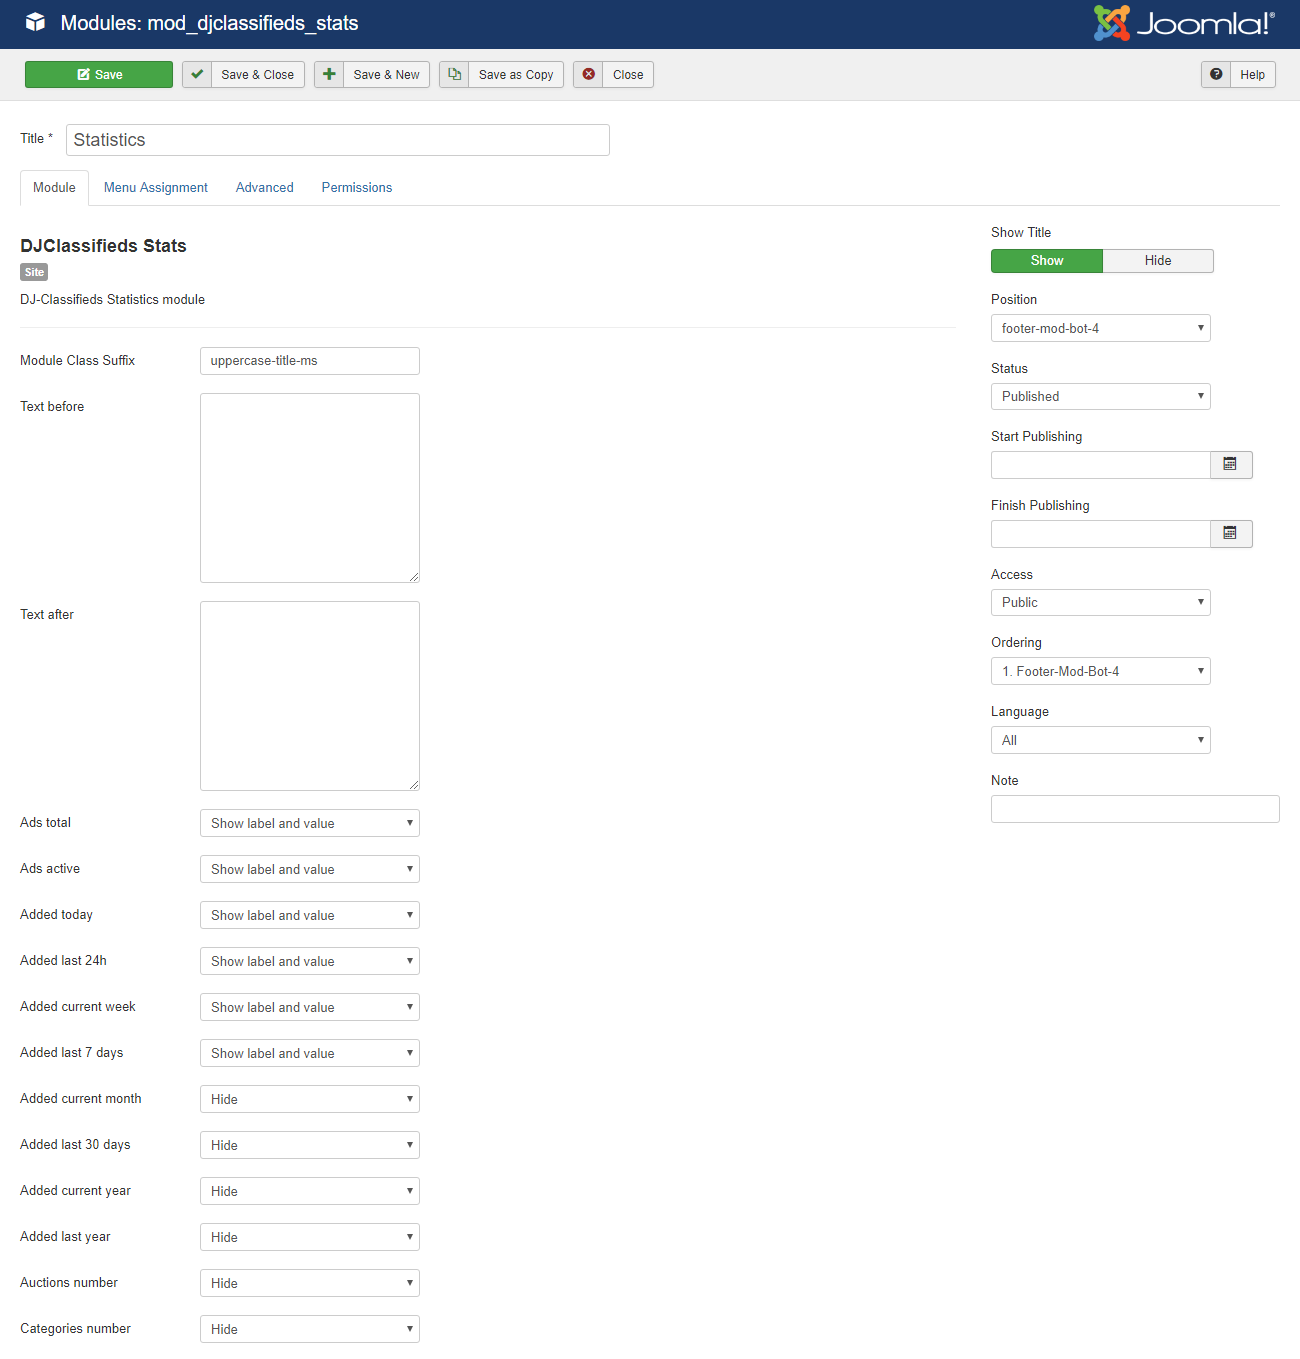 Modules: mod_djclassifieds_stats
Joomla!®
Save
Save & Close
Save & New
Save as Copy
Close
Help
Title *
Statistics
Module
Menu Assignment
Advanced
Permissions
DJClassifieds Stats
Site
DJ-Classifieds Statistics module
Module Class Suffix
uppercase-title-ms
Text before
Text after
Ads total
Show label and value
Ads active
Show label and value
Added today
Show label and value
Added last 24h
Show label and value
Added current week
Show label and value
Added last 7 days
Show label and value
Added current month
Hide
Added last 30 days
Hide
Added current year
Hide
Added last year
Hide
Auctions number
Hide
Categories number
Hide
Show Title
Show
Hide
Position
footer-mod-bot-4
Status
Published
Start Publishing
Finish Publishing
Access
Public
Ordering
1. Footer-Mod-Bot-4
Language
All
Note